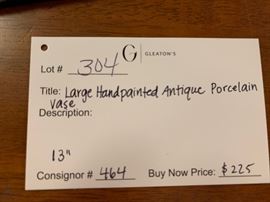 G | GLEATON'S
Lot # 304
Title: Large Handpainted Antique Porcelain
Vase
Description:
13"
Consignor # 464 Buy Now Price: $225